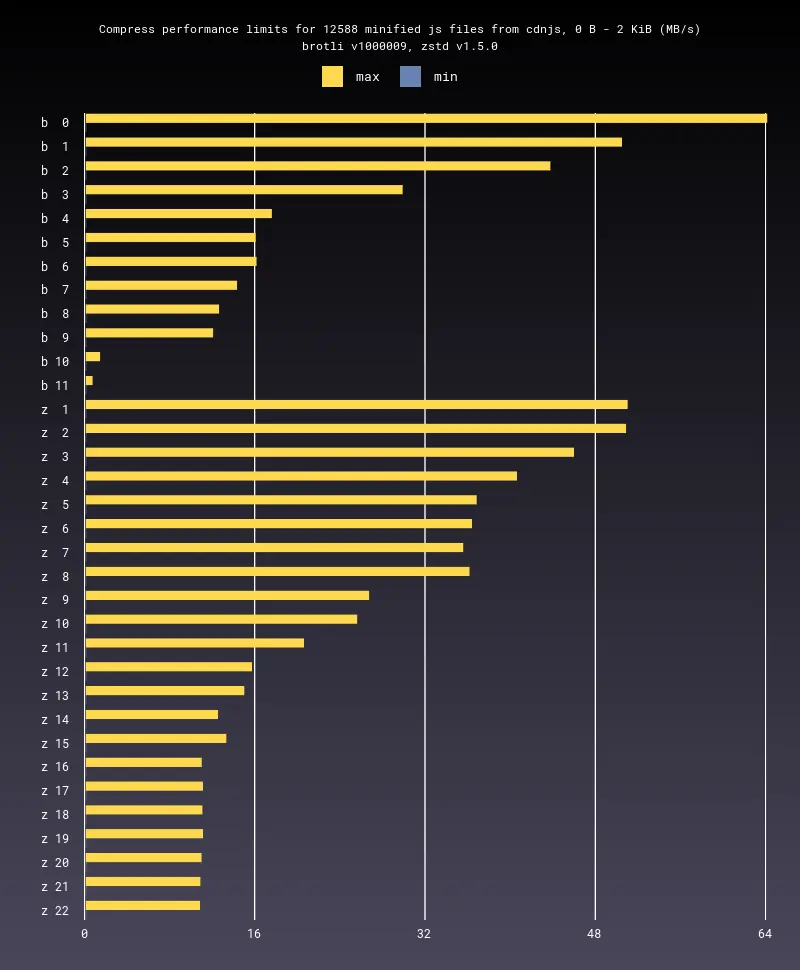 Compress performance limits for 12588 minified js files from cdnjs, 0 B - 2 KiB (MB/s)
brotli v1000009, zstd v1.5.0
max min
b 0
b 1
b 2
b 3
b 4
b 5
b 6
b 7
b 8
b 9
b 10
b 11
z 1
z 2
z 3
z 4
z 5
z 6
z 7
z 8
z 9
z 10
z 11
z 12
z 13
z 14
z 15
z 16
z 17
z 18
z 19
z 20
z 21
z 22
0 16 32 48 64